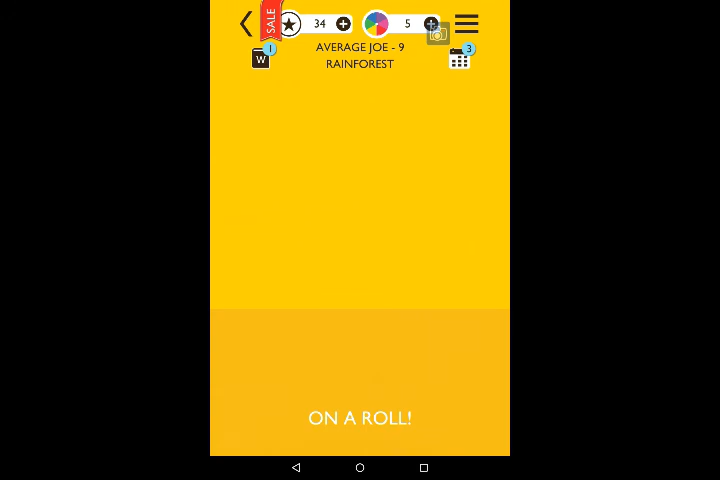 SALE
34
5
AVERAGE JOE - 9
RAINFOREST
W
1
3
ON A ROLL!